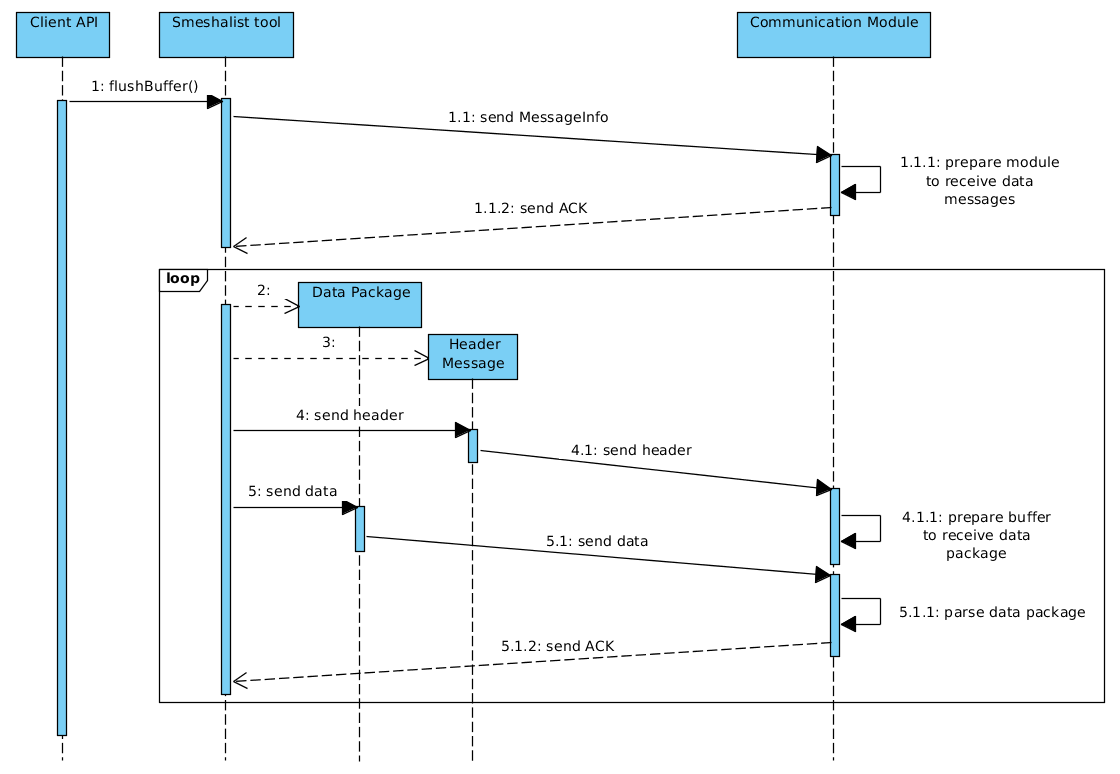 Client API
Smeshalist tool
Communication Module
1: flushBuffer()
1.1: send MessageInfo
1.1.1: prepare module
to receive data
messages
1.1.2: send ACK
loop
2:
Data Package
3:
Header
Message
4: send header
4.1: send header
5: send data
4.1.1: prepare buffer
to receive data
package
5.1: send data
5.1.1: parse data package
5.1.2: send ACK